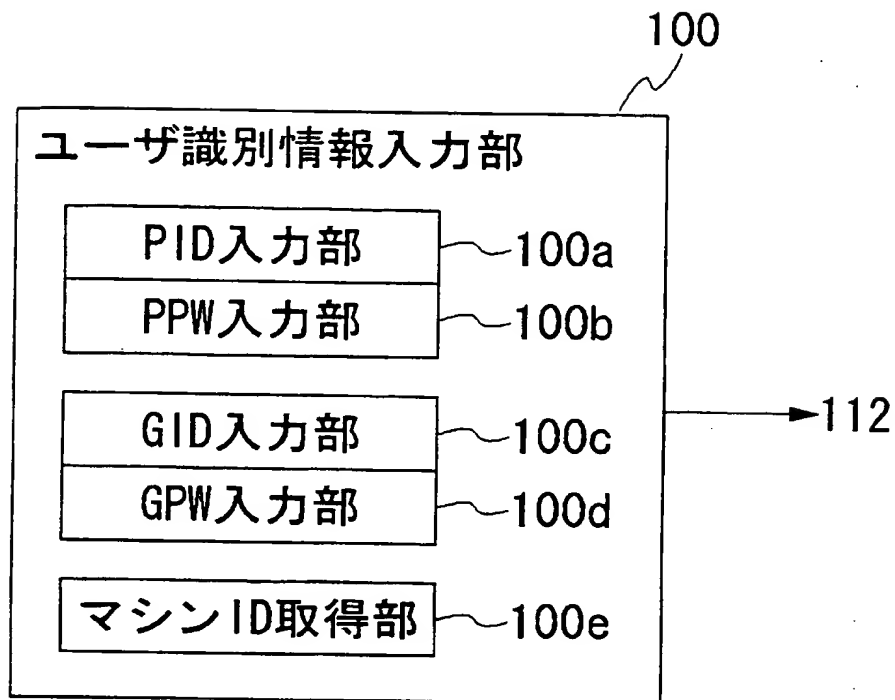 100
ユーザ識別情報入力部
PID入力部
100a
PPW入力部
100b
GID入力部
100c
112
GPW入力部
100d
マシンID取得部
100e